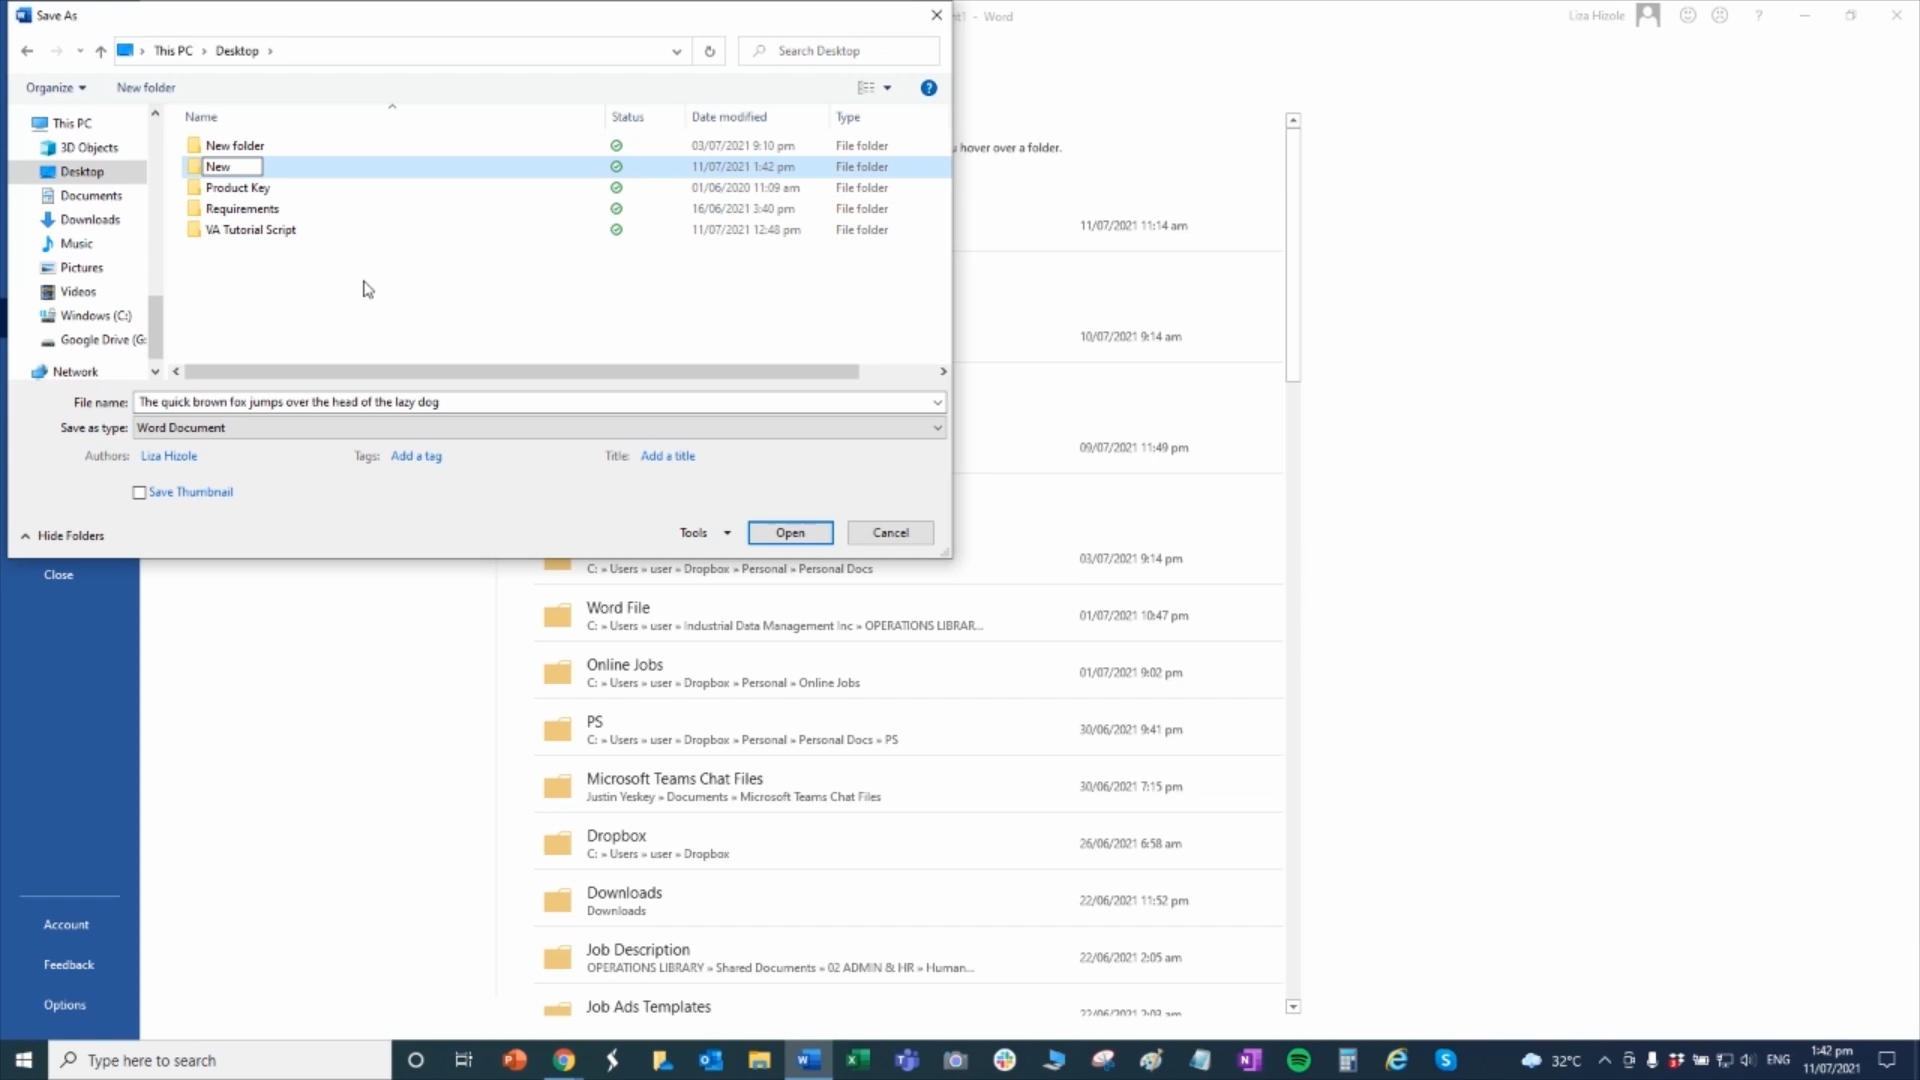 Save As
nt1 - Word
Liza Hizole
?
This PC > Desktop >
Search Desktop
Organize
New folder
?
This PC
3D Objects
Desktop
Documents
Downloads
Music
Pictures
Videos
Windows (C:)
Google Drive (G:
Network
Name Status Date modified Type
New folder 03/07/2021 9:10 pm File folder
New 11/07/2021 1:42 pm File folder
Product Key 01/06/2020 11:09 am File folder
Requirements 16/06/2021 3:40 pm File folder
VA Tutorial Script 11/07/2021 12:48 pm File folder
File name: The quick brown fox jumps over the head of the lazy dog
Save as type: Word Document
Authors: Liza Hizole Tags: Add a tag Title: Add a title
Save Thumbnail
Hide Folders
Tools
Open
Cancel
u hover over a folder.
11/07/2021 11:14 am
10/07/2021 9:14 am
09/07/2021 11:49 pm
03/07/2021 9:14 pm
C: » Users » user » Dropbox » Personal » Personal Docs
Word File
C: » Users » user » Industrial Data Management Inc » OPERATIONS LIBRAR...
01/07/2021 10:47 pm
Online Jobs
C: » Users » user » Dropbox » Personal » Online Jobs
01/07/2021 9:02 pm
PS
C: » Users » user » Dropbox » Personal » Personal Docs » PS
30/06/2021 9:41 pm
Microsoft Teams Chat Files
Justin Yeskey » Documents » Microsoft Teams Chat Files
30/06/2021 7:15 pm
Dropbox
C: » Users » user » Dropbox
26/06/2021 6:58 am
Downloads
Downloads
22/06/2021 11:52 pm
Job Description
OPERATIONS LIBRARY » Shared Documents » 02 ADMIN & HR » Human...
22/06/2021 2:05 am
Job Ads Templates
22/06/2021 2:03 am
Close
Account
Feedback
Options
Type here to search
32°C
ENG
1:42 pm
11/07/2021